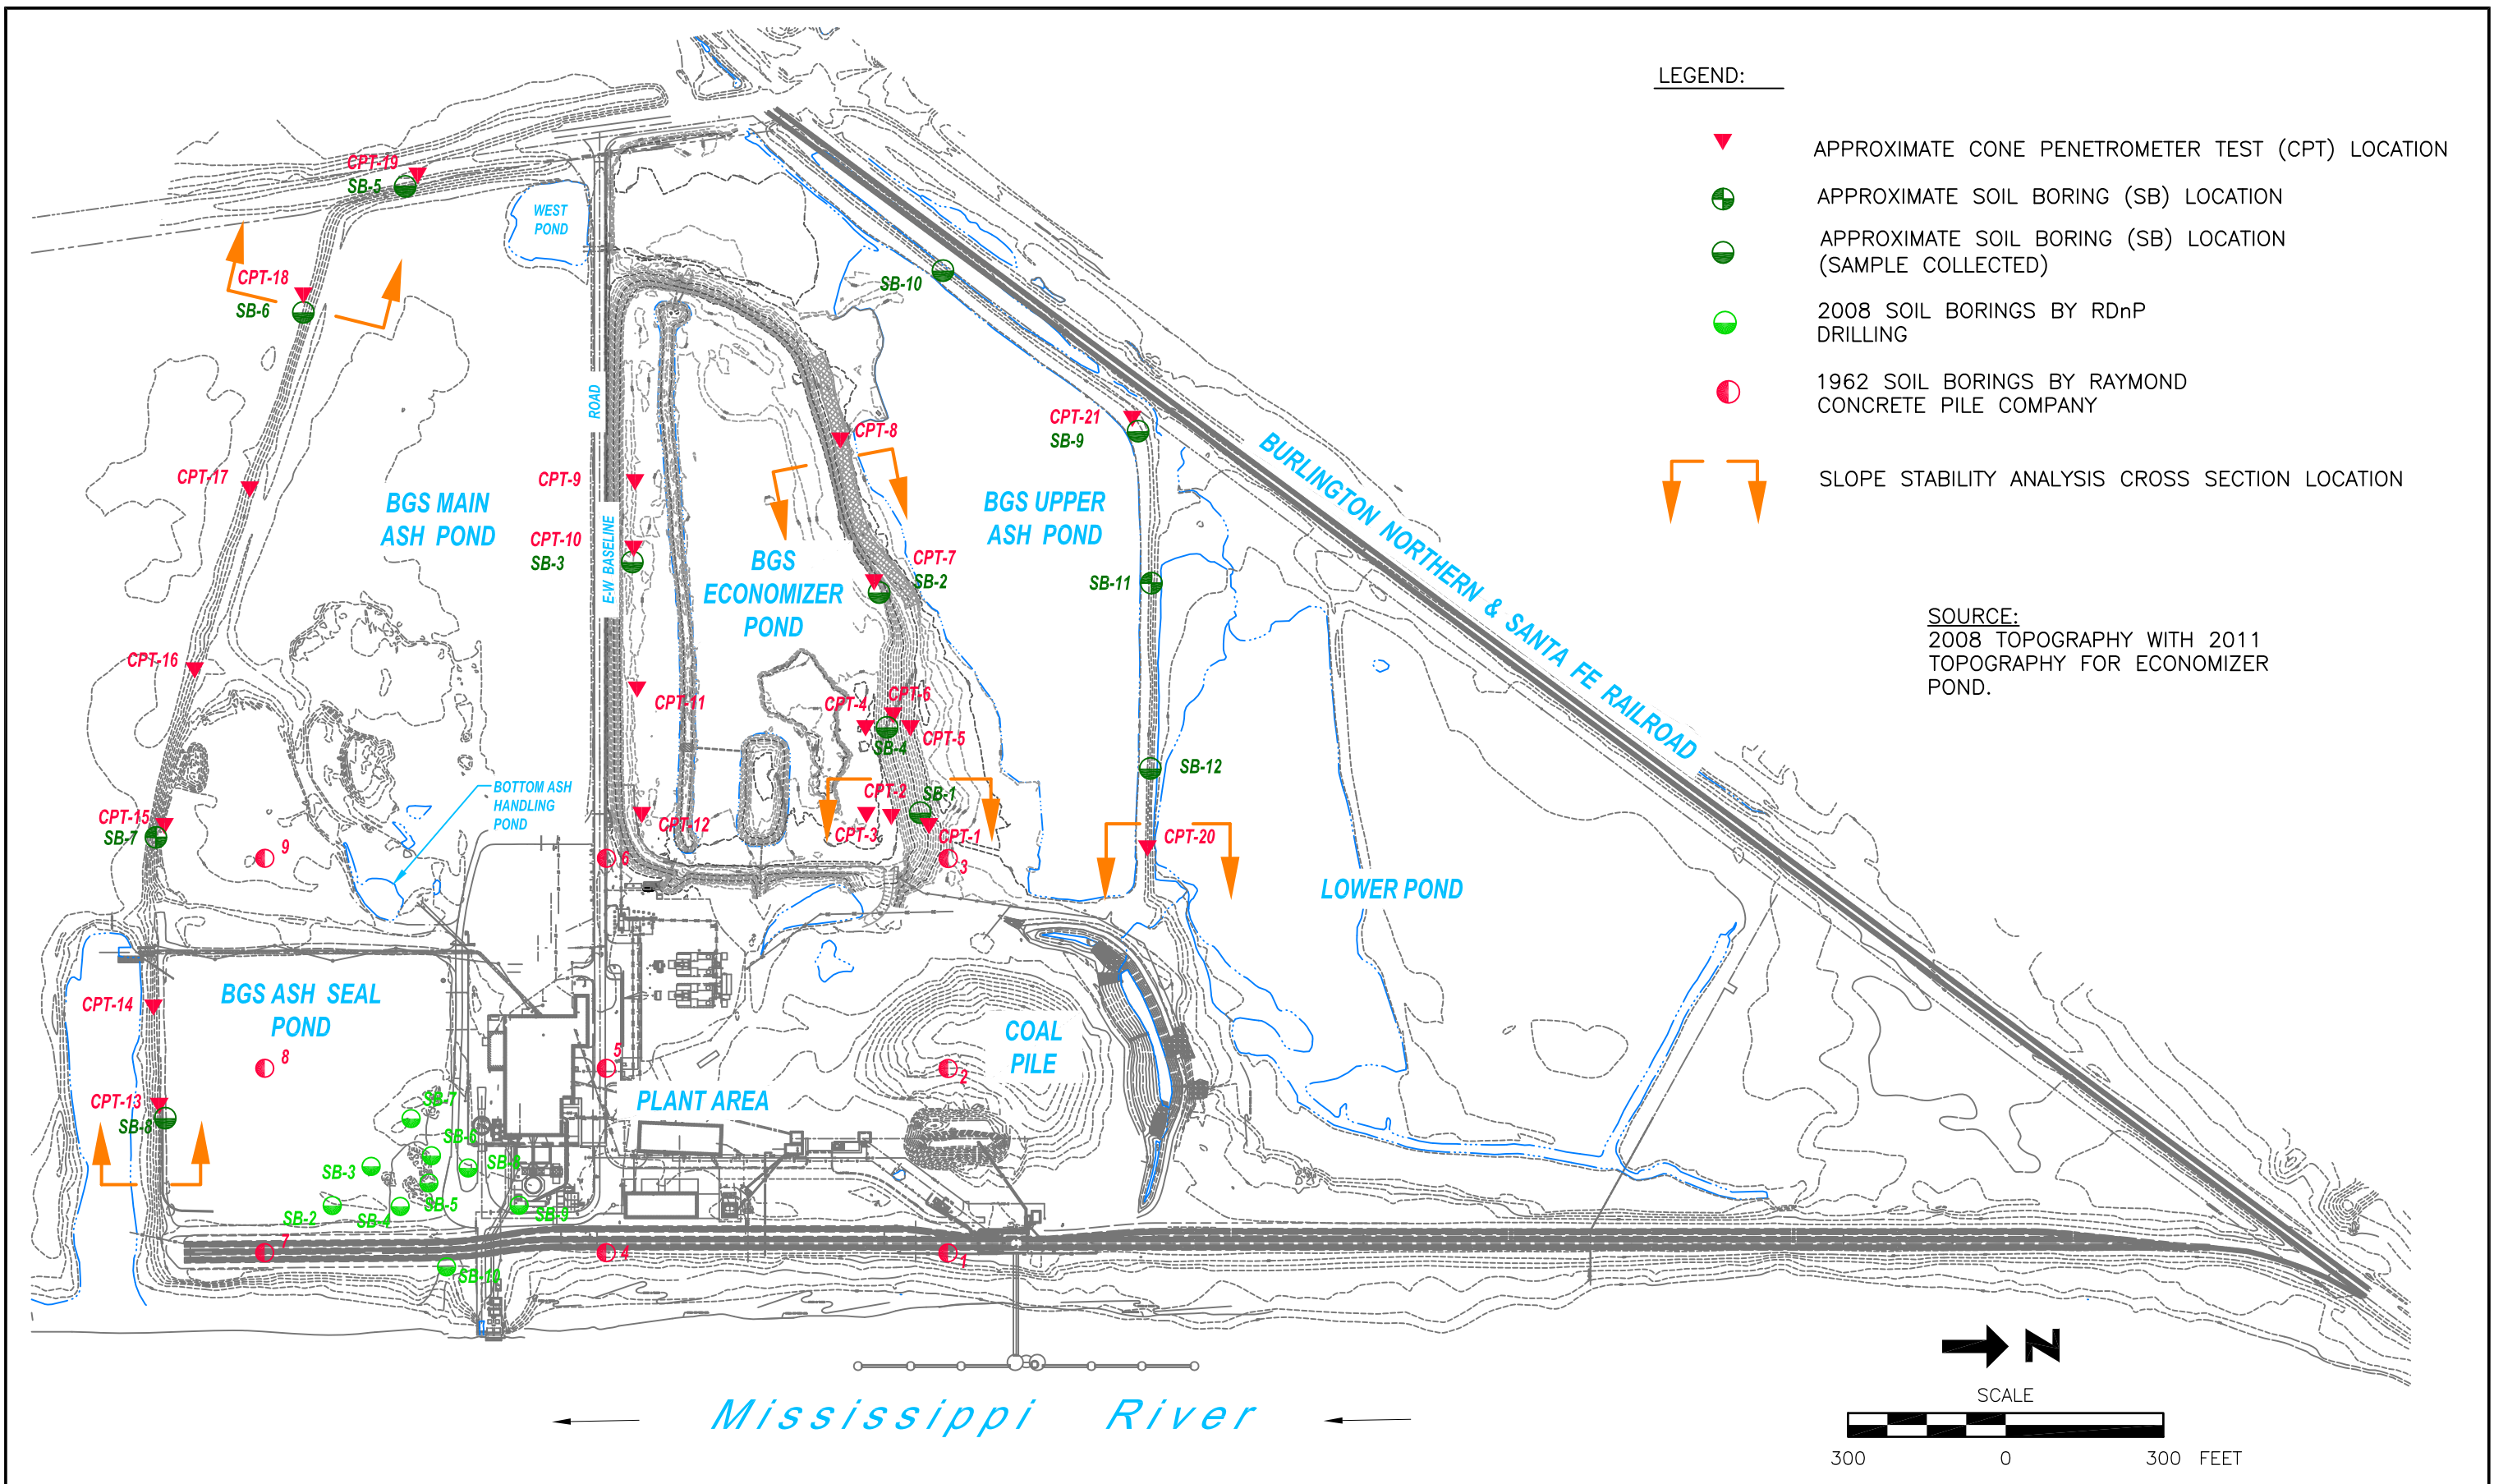 LEGEND:
APPROXIMATE CONE PENETROMETER TEST (CPT) LOCATION
APPROXIMATE SOIL BORING (SB) LOCATION
APPROXIMATE SOIL BORING (SB) LOCATION
(SAMPLE COLLECTED)
2008 SOIL BORINGS BY RDnP
DRILLING
1962 SOIL BORINGS BY RAYMOND
CONCRETE PILE COMPANY
SLOPE STABILITY ANALYSIS CROSS SECTION LOCATION
SOURCE:
2008 TOPOGRAPHY WITH 2011
TOPOGRAPHY FOR ECONOMIZER
POND.
CPT-19
SB-5
WEST
POND
CPT-18
SB-6
SB-10
CPT-21
SB-9
CPT-8
ROAD
CPT-17
CPT-9
BGS MAIN
ASH POND
BGS UPPER
ASH POND
BURLINGTON NORTHERN & SANTA FE RAILROAD
CPT-10
SB-3
E-W BASELINE
BGS
ECONOMIZER
POND
CPT-7
SB-2
SB-11
CPT-16
CPT-11
CPT-4
CPT-6
CPT-5
SB-4
SB-12
BOTTOM ASH
HANDLING
POND
CPT-2
SB-1
CPT-15
SB-7
CPT-12
CPT-3
CPT-1
CPT-20
9
6
3
LOWER POND
CPT-14
BGS ASH SEAL
POND
COAL
PILE
8
5
2
PLANT AREA
CPT-13
SB-8
SB-7
SB-6
SB-3
SB-8
SB-2
SB-4
SB-5
SB-9
7
4
1
SB-10
N
SCALE
300 0 300 FEET
Mississippi River